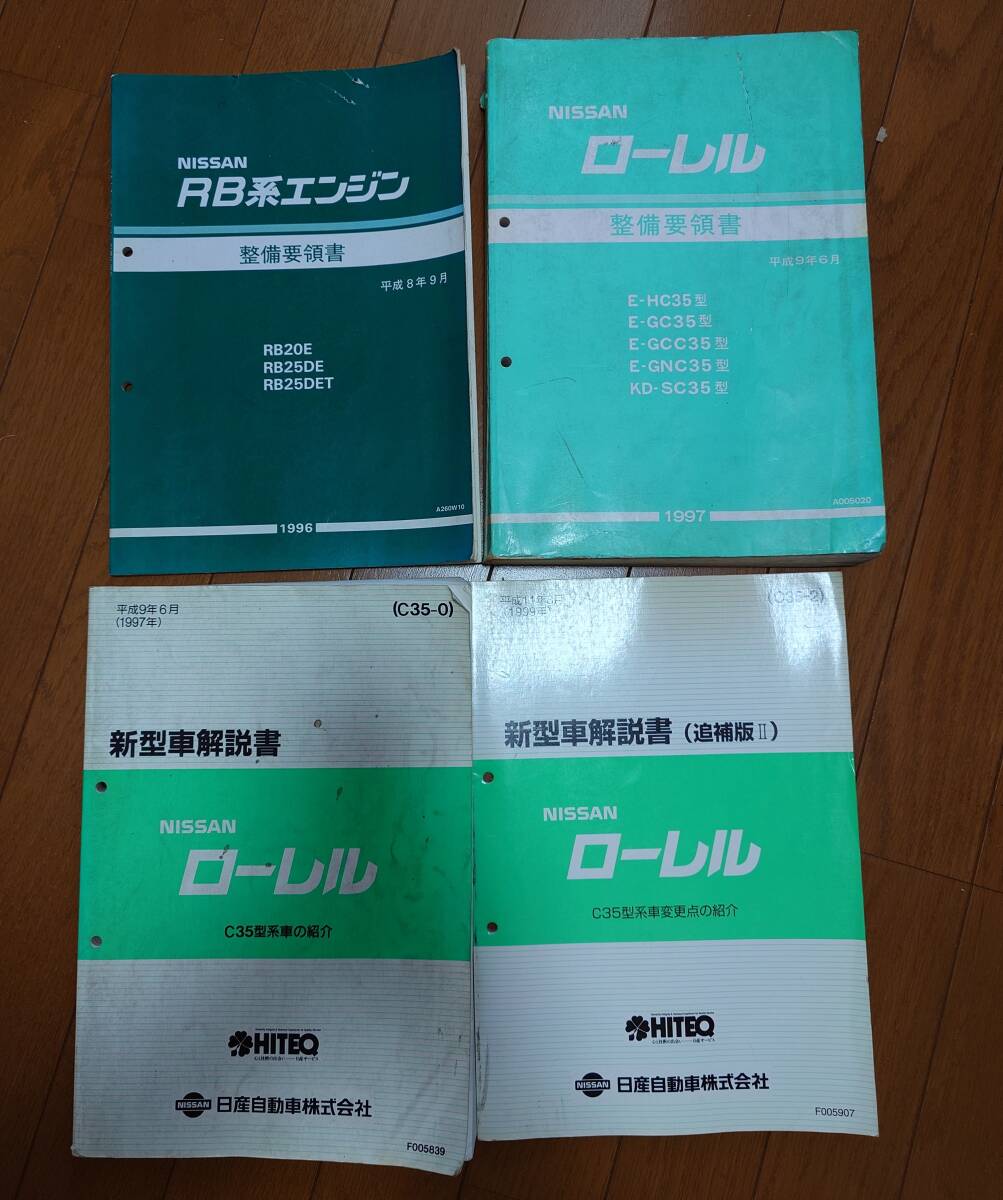 NISSAN
RB系エンジン
整備要領書
平成8年9月
RB20E
RB25DE
RB25DET
A260W10
1996
NISSAN
ローレル
整備要領書
平成9年6月
E-HC35型
E-GC35型
E-GCC35型
E-GNC35型
KD-SC35型
A005020
1997
平成9年6月
(1997年)
(C35-0)
新型車解説書
NISSAN
ローレル
C35型系車の紹介
HITEQ
NISSAN 日産自動車株式会社
F005839
(1999年)
(C35-2)
新型車解説書(追補版Ⅱ)
NISSAN
ローレル
C35型系車変更点の紹介
HITEQ
NISSAN 日産自動車株式会社
F005907